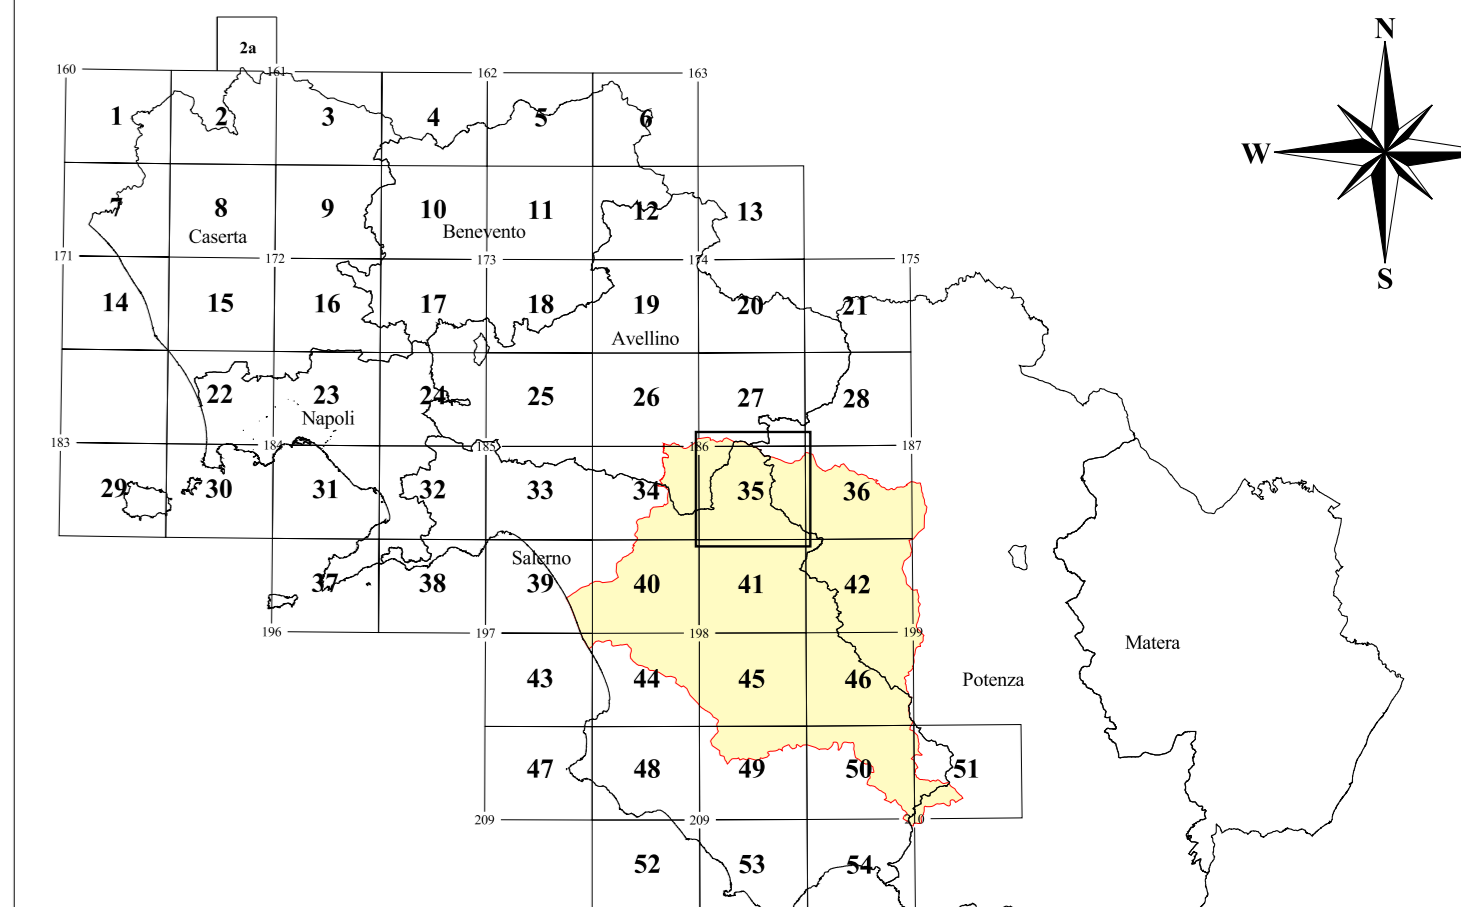 N
2a
160 161 162 163
1 2 3 4 5 6
W
7 8 9 10 11 12 13
Caserta Benevento
171 172 173 174 175
S
14 15 16 17 18 19 20 21
Avellino
22 23 24 25 26 27 28
Napoli
183 184 185 186 187
29 30 31 32 33 34 35 36
Salerno
37 38 39 40 41 42
196 197 198 199
Matera
43 44 45 46 Potenza
47 48 49 50 51
209 209 210
52 53 54